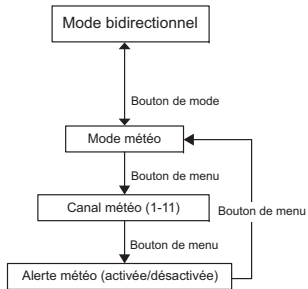 Mode bidirectionnel
Bouton de mode
Mode météo
Bouton de menu
Canal météo (1-11)
Bouton de menu
Bouton de menu
Alerte météo (activée/désactivée)